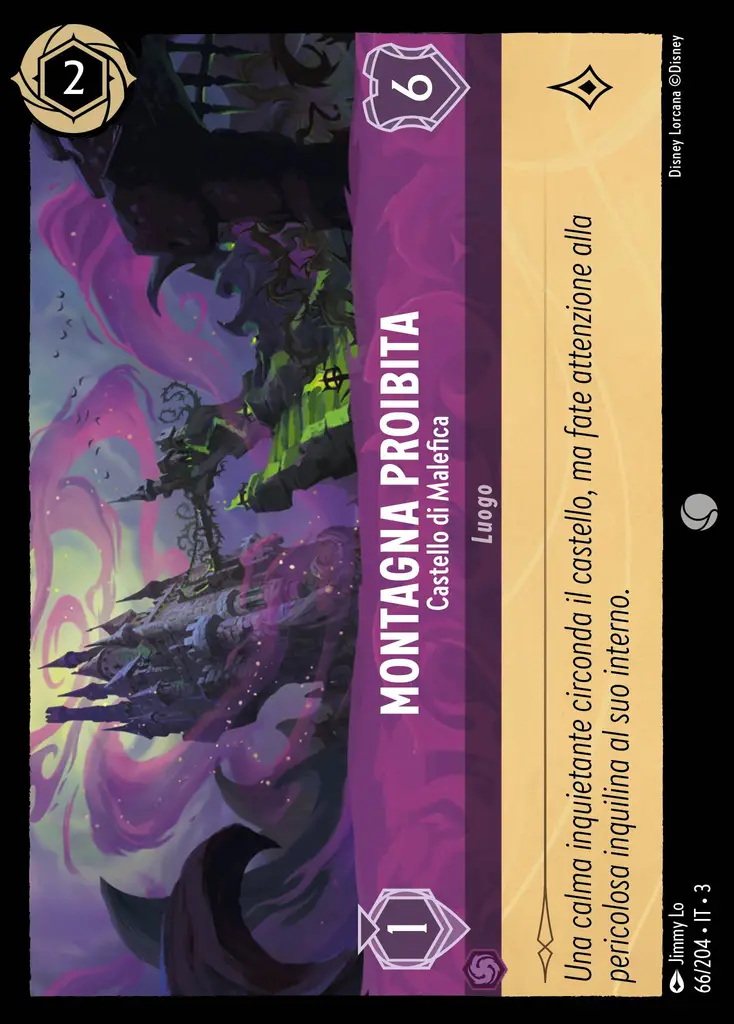 2
6
MONTAGNA PROIBITA
Castello di Malefica
1
Luogo
Una calma inquietante circonda il castello, ma fate attenzione alla
pericolosa inquilina al suo interno.
Jimmy Lo
66/204 • IT • 3
Disney Lorcana ©Disney